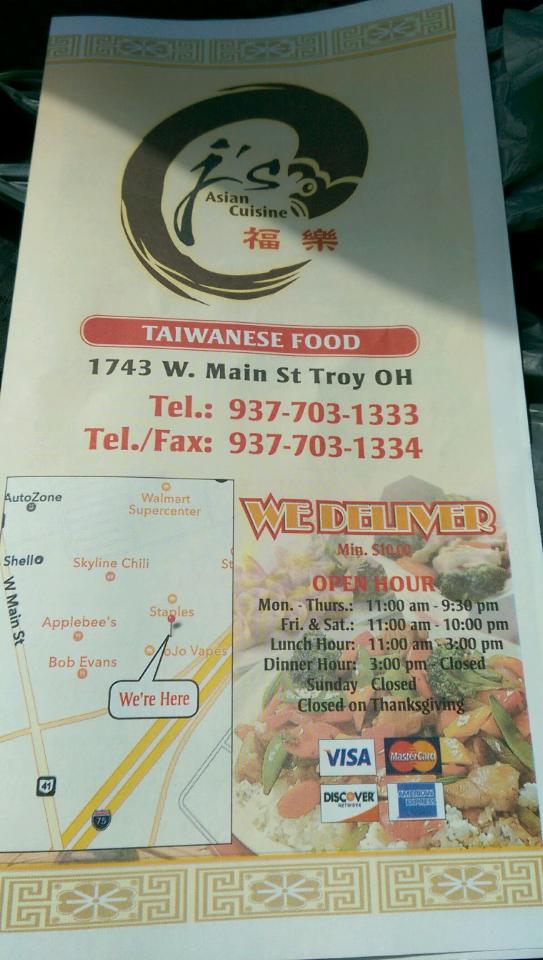 j's
Asian
Cuisine
福 樂
TAIWANESE FOOD
1743 W. Main St Troy OH
Tel.: 937-703-1333
Tel./Fax: 937-703-1334
AutoZone
Walmart
Supercenter
Shell
Skyline Chili
St
W Main St
Staples
Applebee's
JoJo Vapes
Bob Evans
We're Here
41
75
WE DELIVER
Min. $10.00
OPEN HOUR
Mon. - Thurs.: 11:00 am - 9:30 pm
Fri. & Sat.: 11:00 am - 10:00 pm
Lunch Hour: 11:00 am - 3:00 pm
Dinner Hour: 3:00 pm - Closed
Sunday Closed
Closed on Thanksgiving
VISA
MasterCard
DISCOVER
NETWORK
AMERICAN
EXPRESS